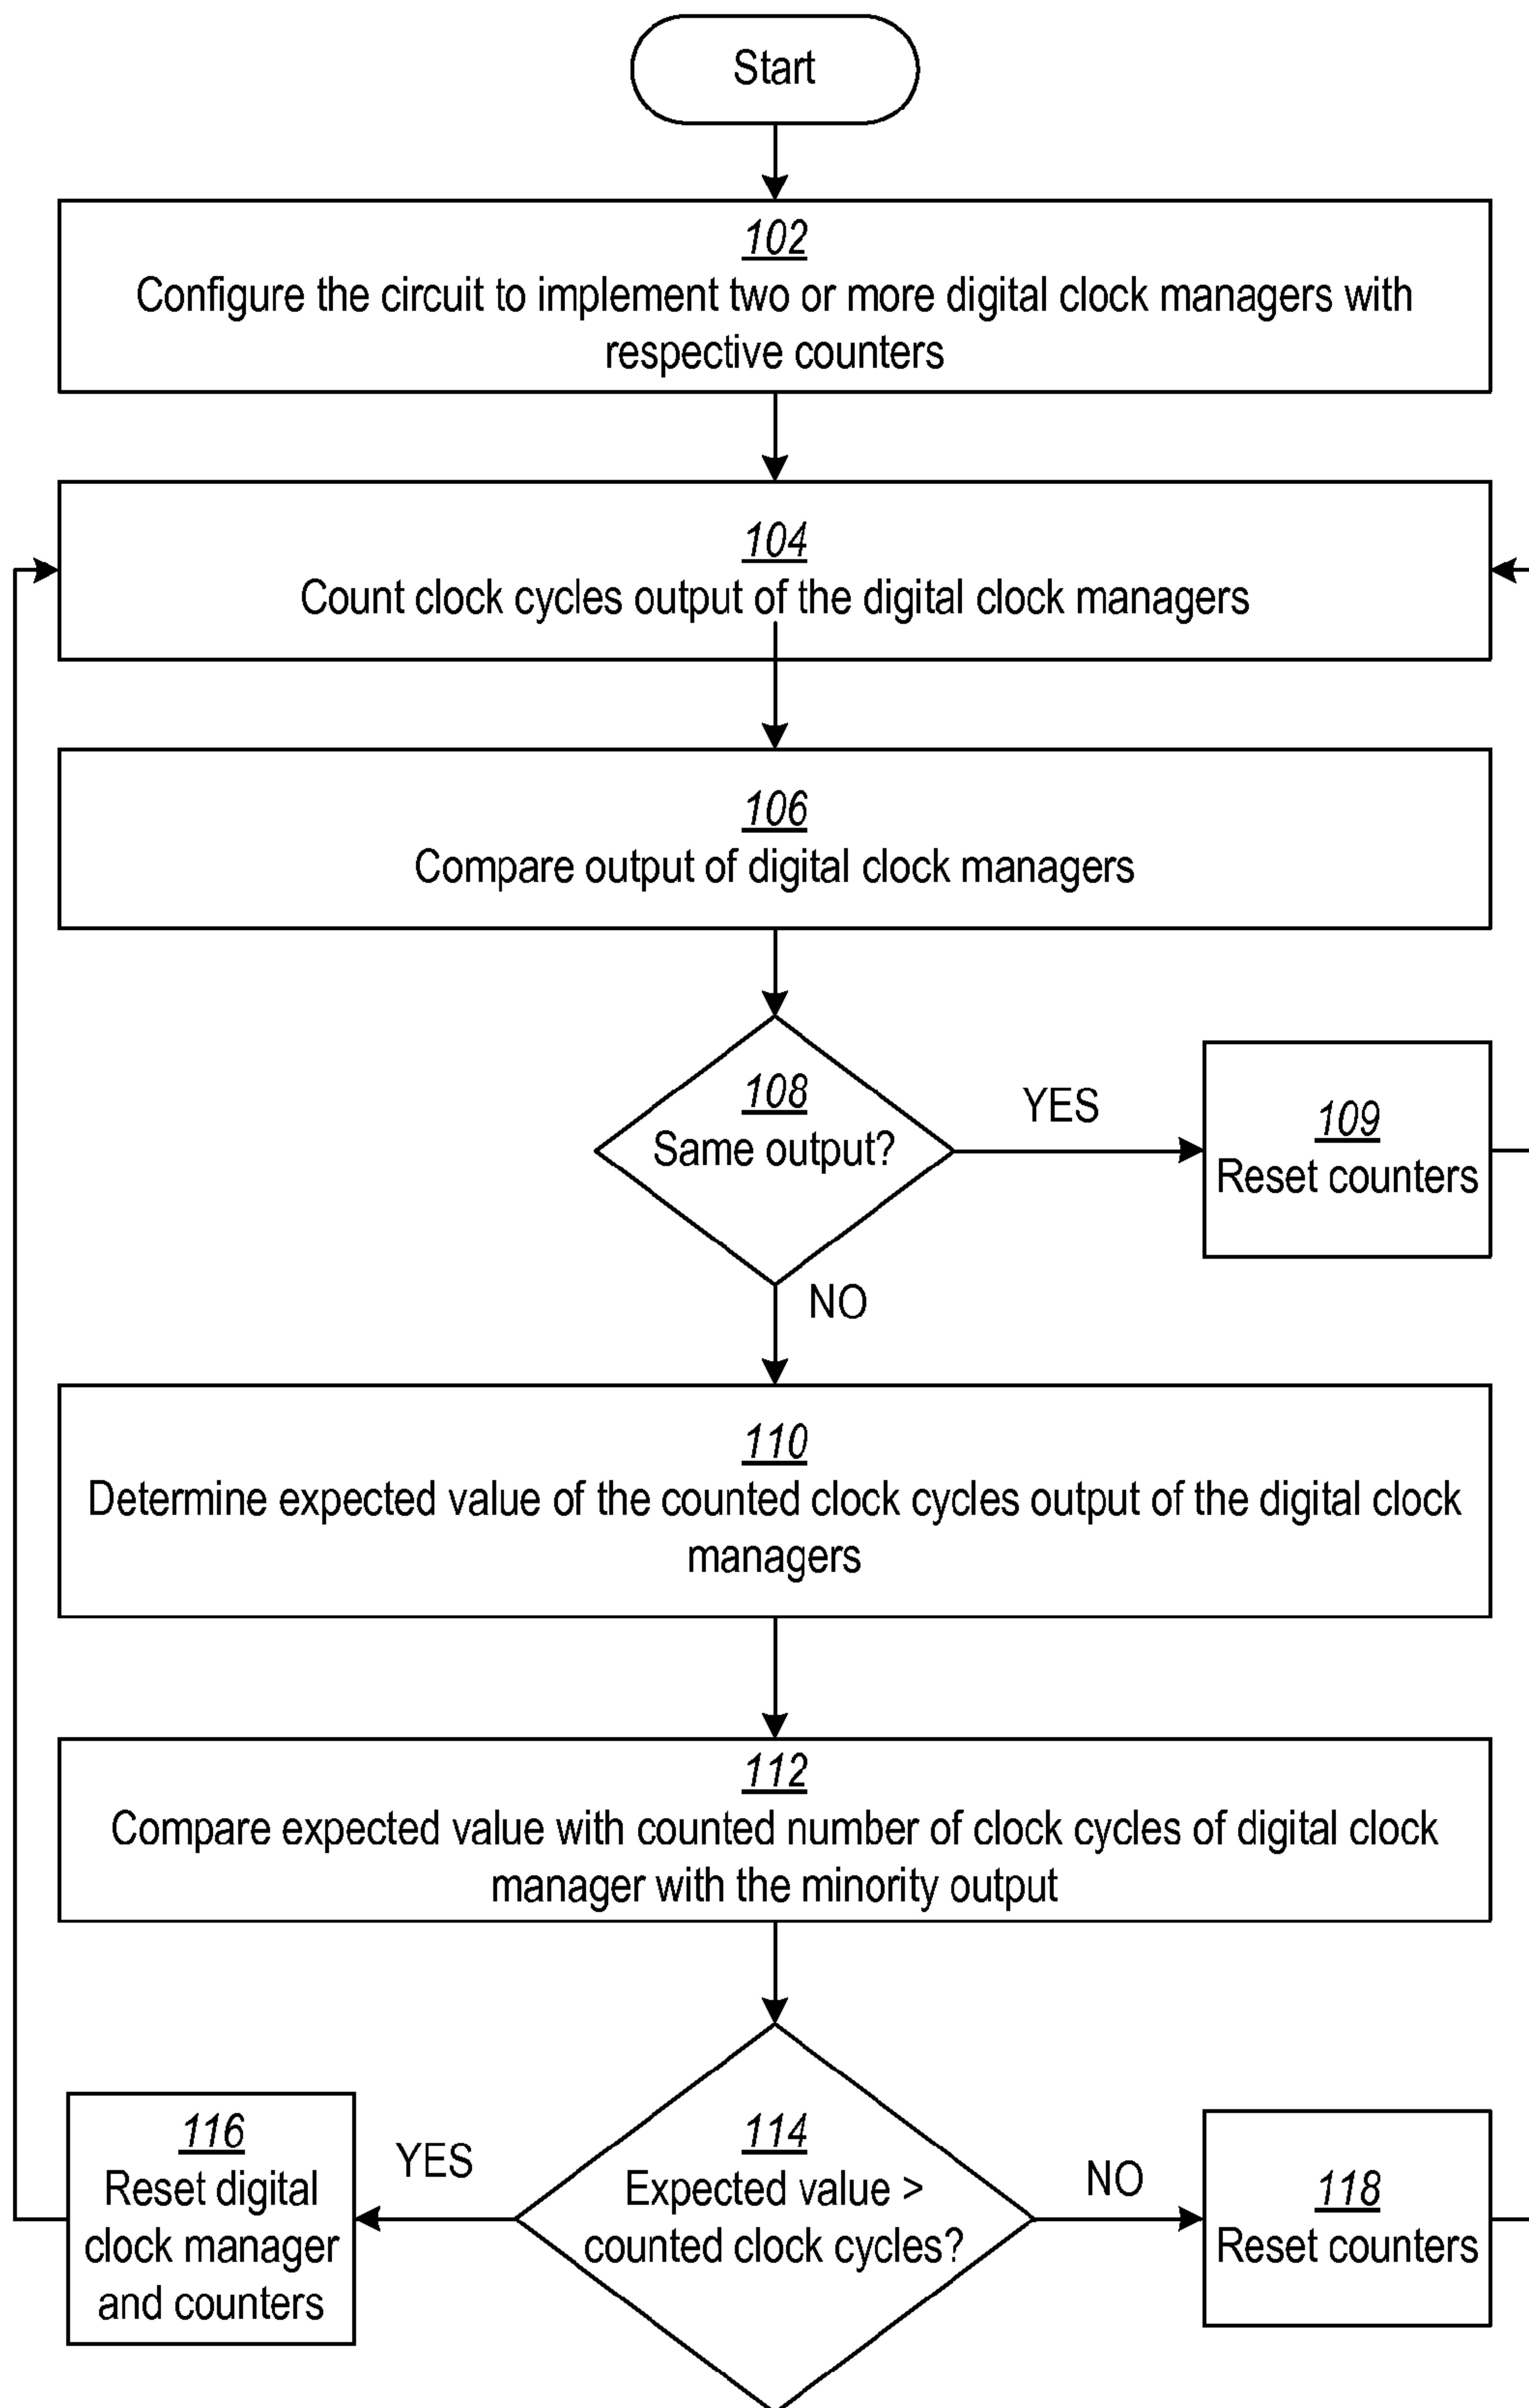 Start
102
Configure the circuit to implement two or more digital clock managers with
respective counters
104
Count clock cycles output of the digital clock managers
106
Compare output of digital clock managers
108
Same output?
YES
109
Reset counters
NO
110
Determine expected value of the counted clock cycles output of the digital clock
managers
112
Compare expected value with counted number of clock cycles of digital clock
manager with the minority output
116
Reset digital
clock manager
and counters
YES
114
Expected value >
counted clock cycles?
NO
118
Reset counters